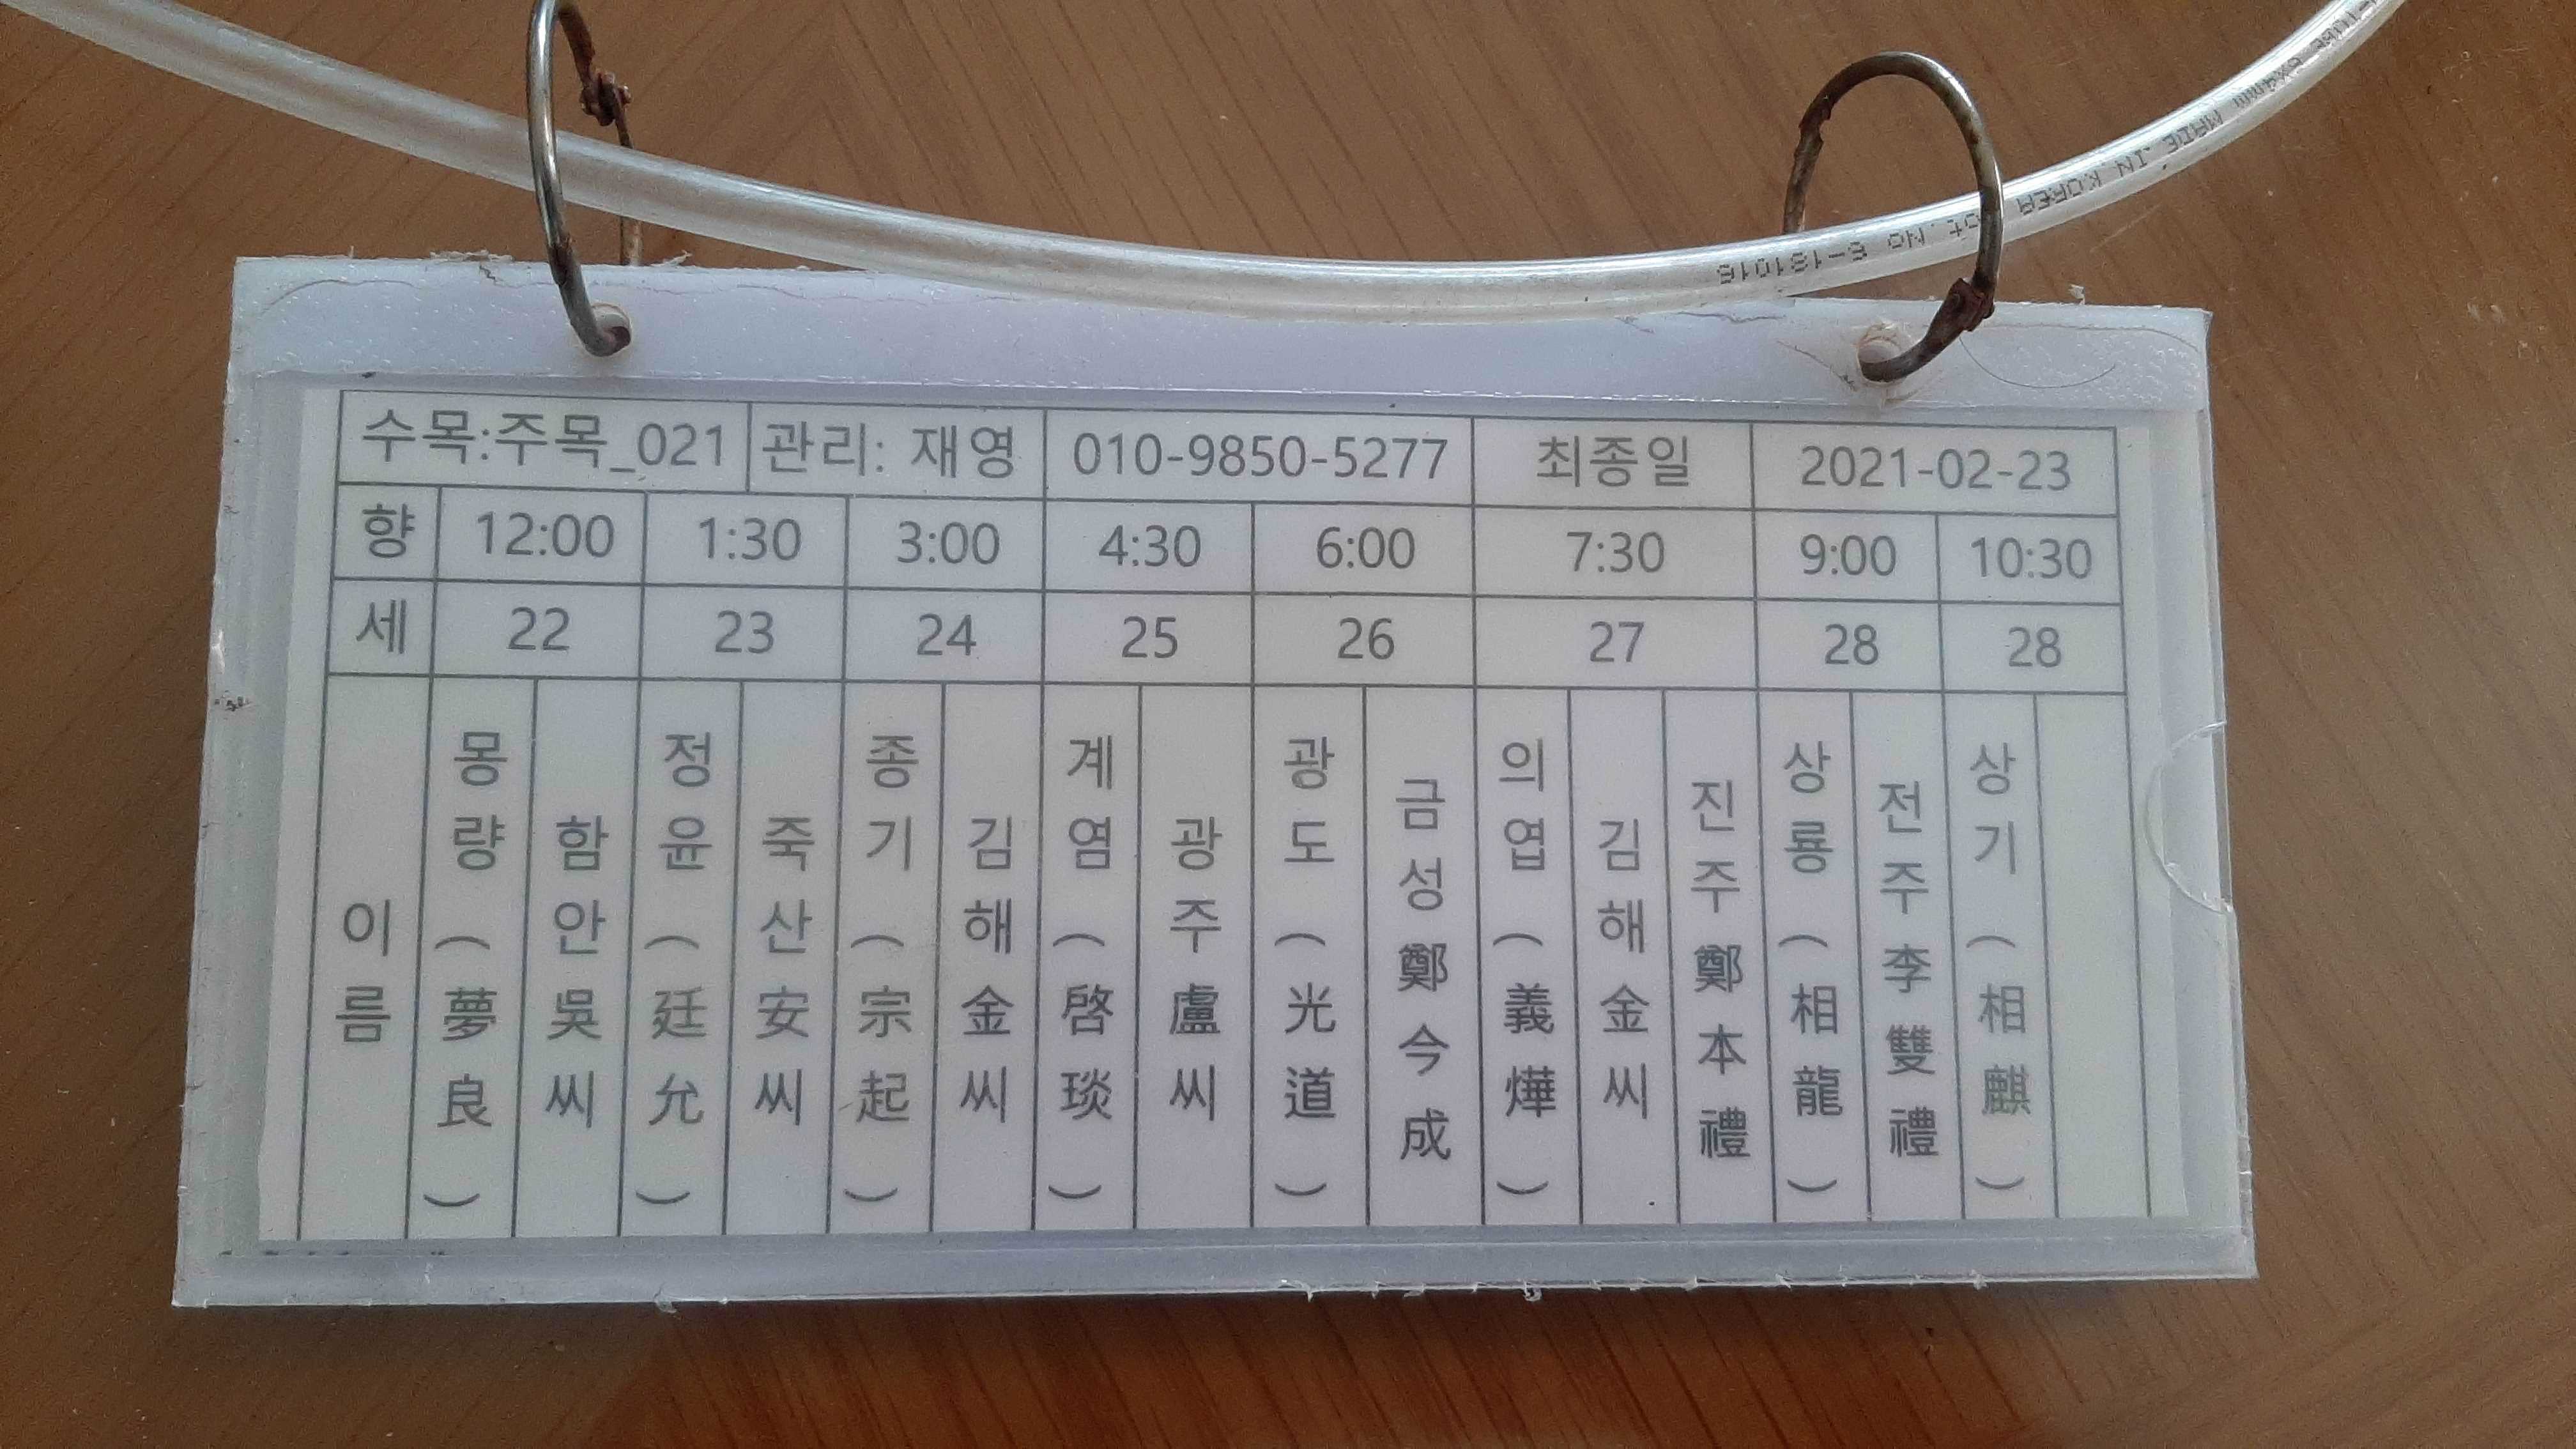 수목:주목_021 관리: 재영 010-9850-5277 최종일 2021-02-23
향 12:00 1:30 3:00 4:30 6:00 7:30 9:00 10:30
세 22 23 24 25 26 27 28 28
이름
몽량(夢良)
함안吳씨
정윤(廷允)
죽산安씨
종기(宗起)
김해金씨
계염(啓琰)
광주盧씨
광도(光道)
금성鄭今成
의엽(義燁)
김해金씨
진주鄭本禮
상룡(相龍)
전주李雙禮
상기(相麒)
MADE IN KOREA